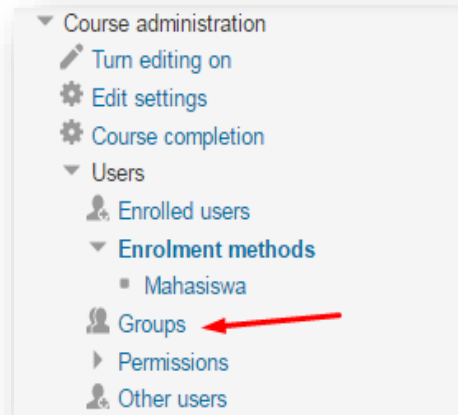 Course administration
Turn editing on
Edit settings
Course completion
Users
Enrolled users
Enrolment methods
Mahasiswa
Groups
Permissions
Other users